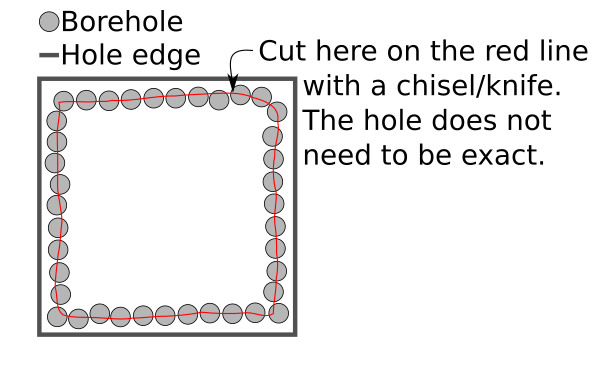 Borehole
Hole edge
Cut here on the red line
with a chisel/knife.
The hole does not
need to be exact.